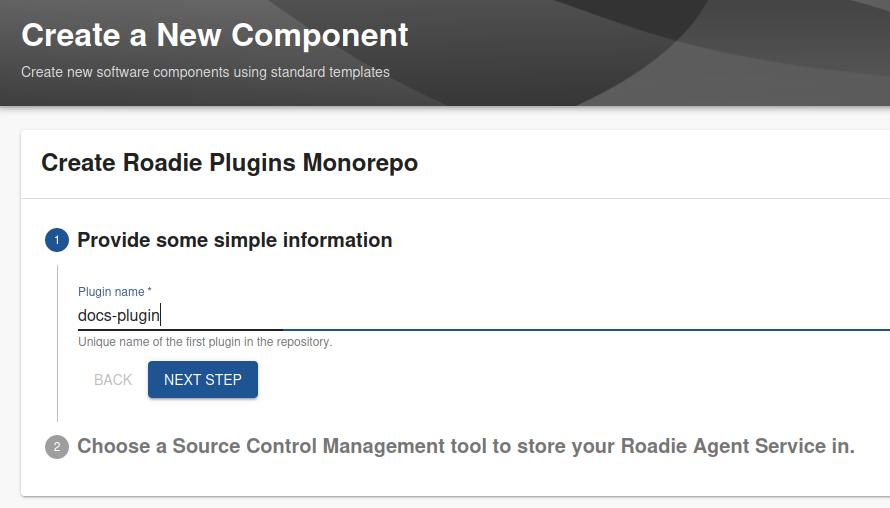 Create a New Component
Create new software components using standard templates
Create Roadie Plugins Monorepo
1 Provide some simple information
Plugin name *
docs-plugin
Unique name of the first plugin in the repository.
BACK NEXT STEP
2 Choose a Source Control Management tool to store your Roadie Agent Service in.